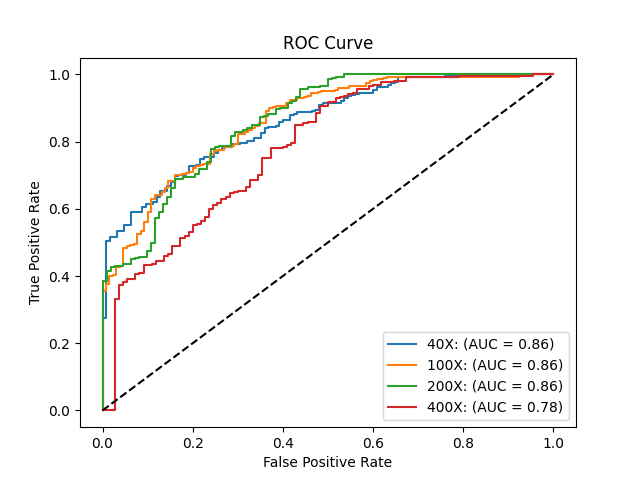 ROC Curve
True Positive Rate
1.0
0.8
0.6
0.4
0.2
0.0
40X: (AUC = 0.86)
100X: (AUC = 0.86)
200X: (AUC = 0.86)
400X: (AUC = 0.78)
0.0 0.2 0.4 0.6 0.8 1.0
False Positive Rate